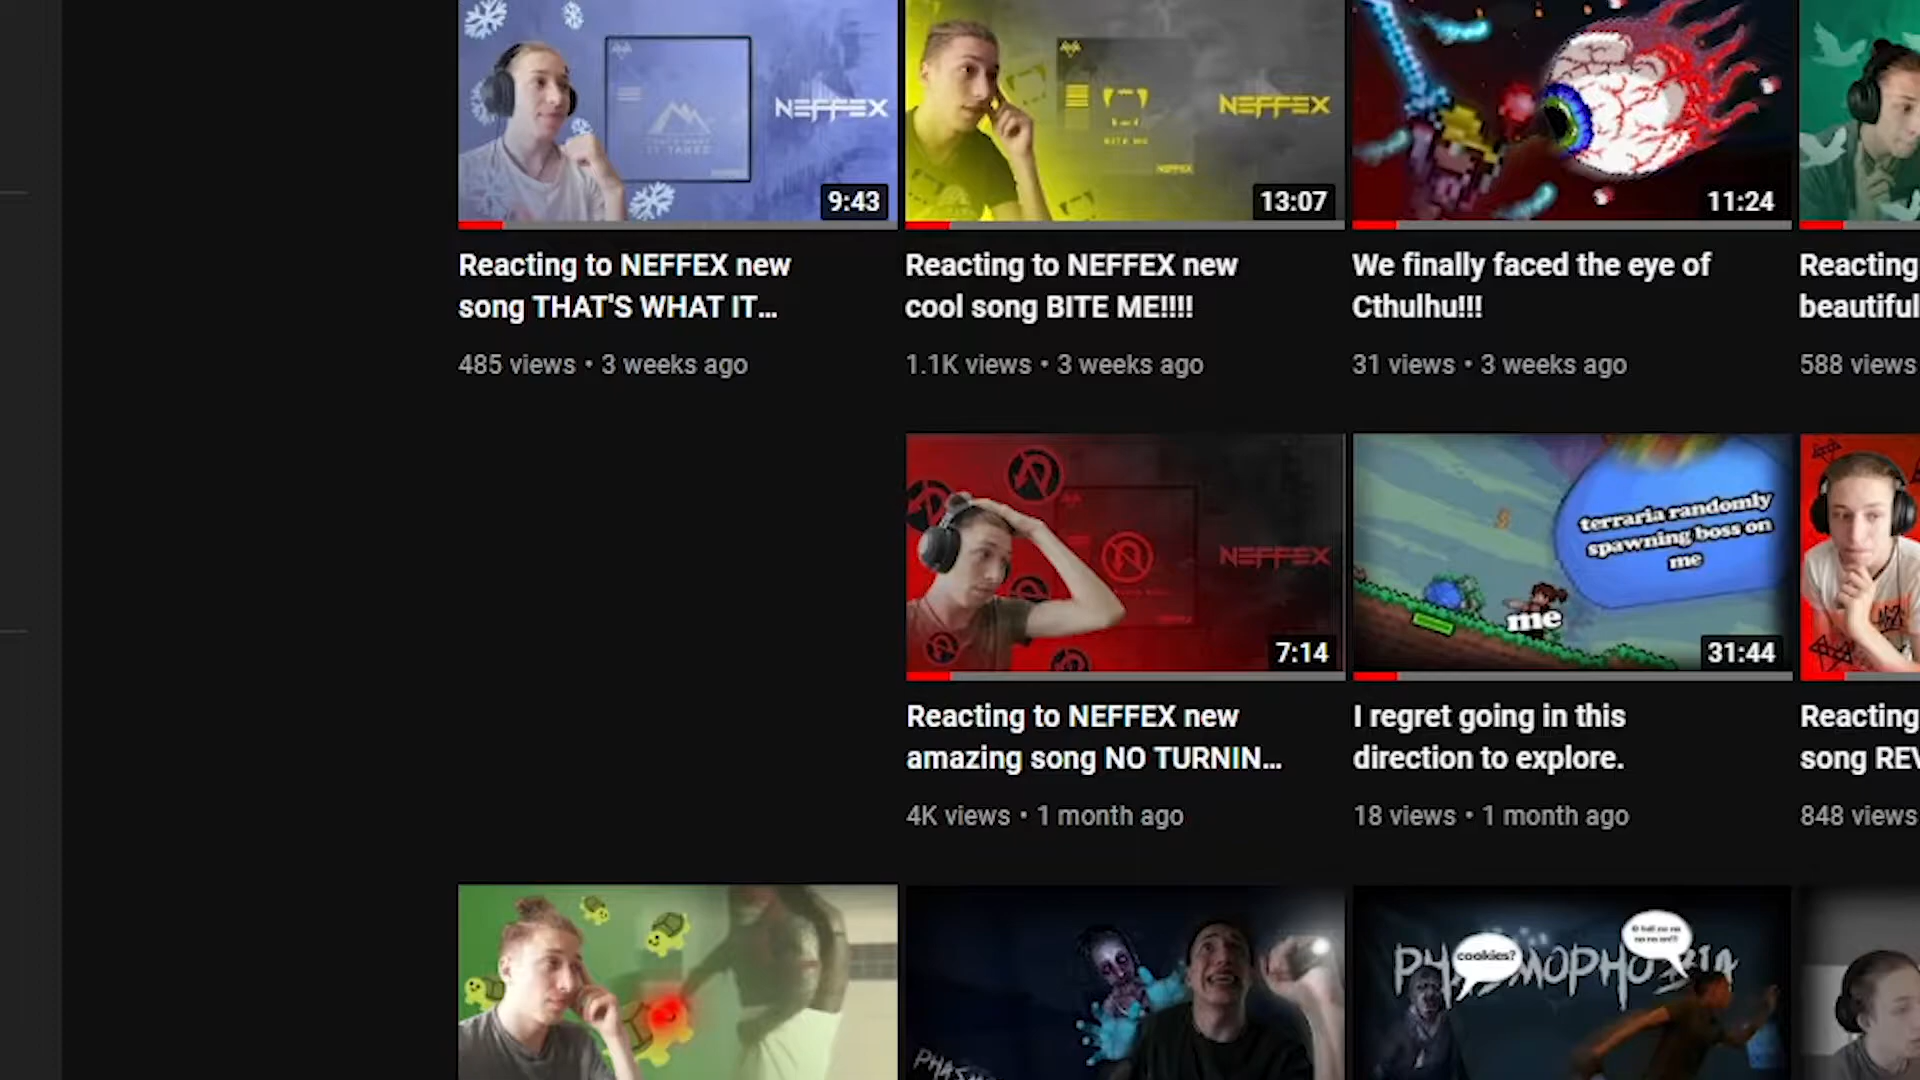 NEFFEX
9:43
Reacting to NEFFEX new
song THAT'S WHAT IT...
485 views • 3 weeks ago
BITE ME
NEFFEX
NEFFEX
13:07
Reacting to NEFFEX new
cool song BITE ME!!!!
1.1K views • 3 weeks ago
11:24
We finally faced the eye of
Cthulhu!!!
31 views • 3 weeks ago
Reacting
beautiful
588 views
NEFFEX
7:14
Reacting to NEFFEX new
amazing song NO TURNIN...
4K views • 1 month ago
terraria randomly
spawning boss on
me
me
31:44
I regret going in this
direction to explore.
18 views • 1 month ago
Reacting
song REV
848 views
cookies?